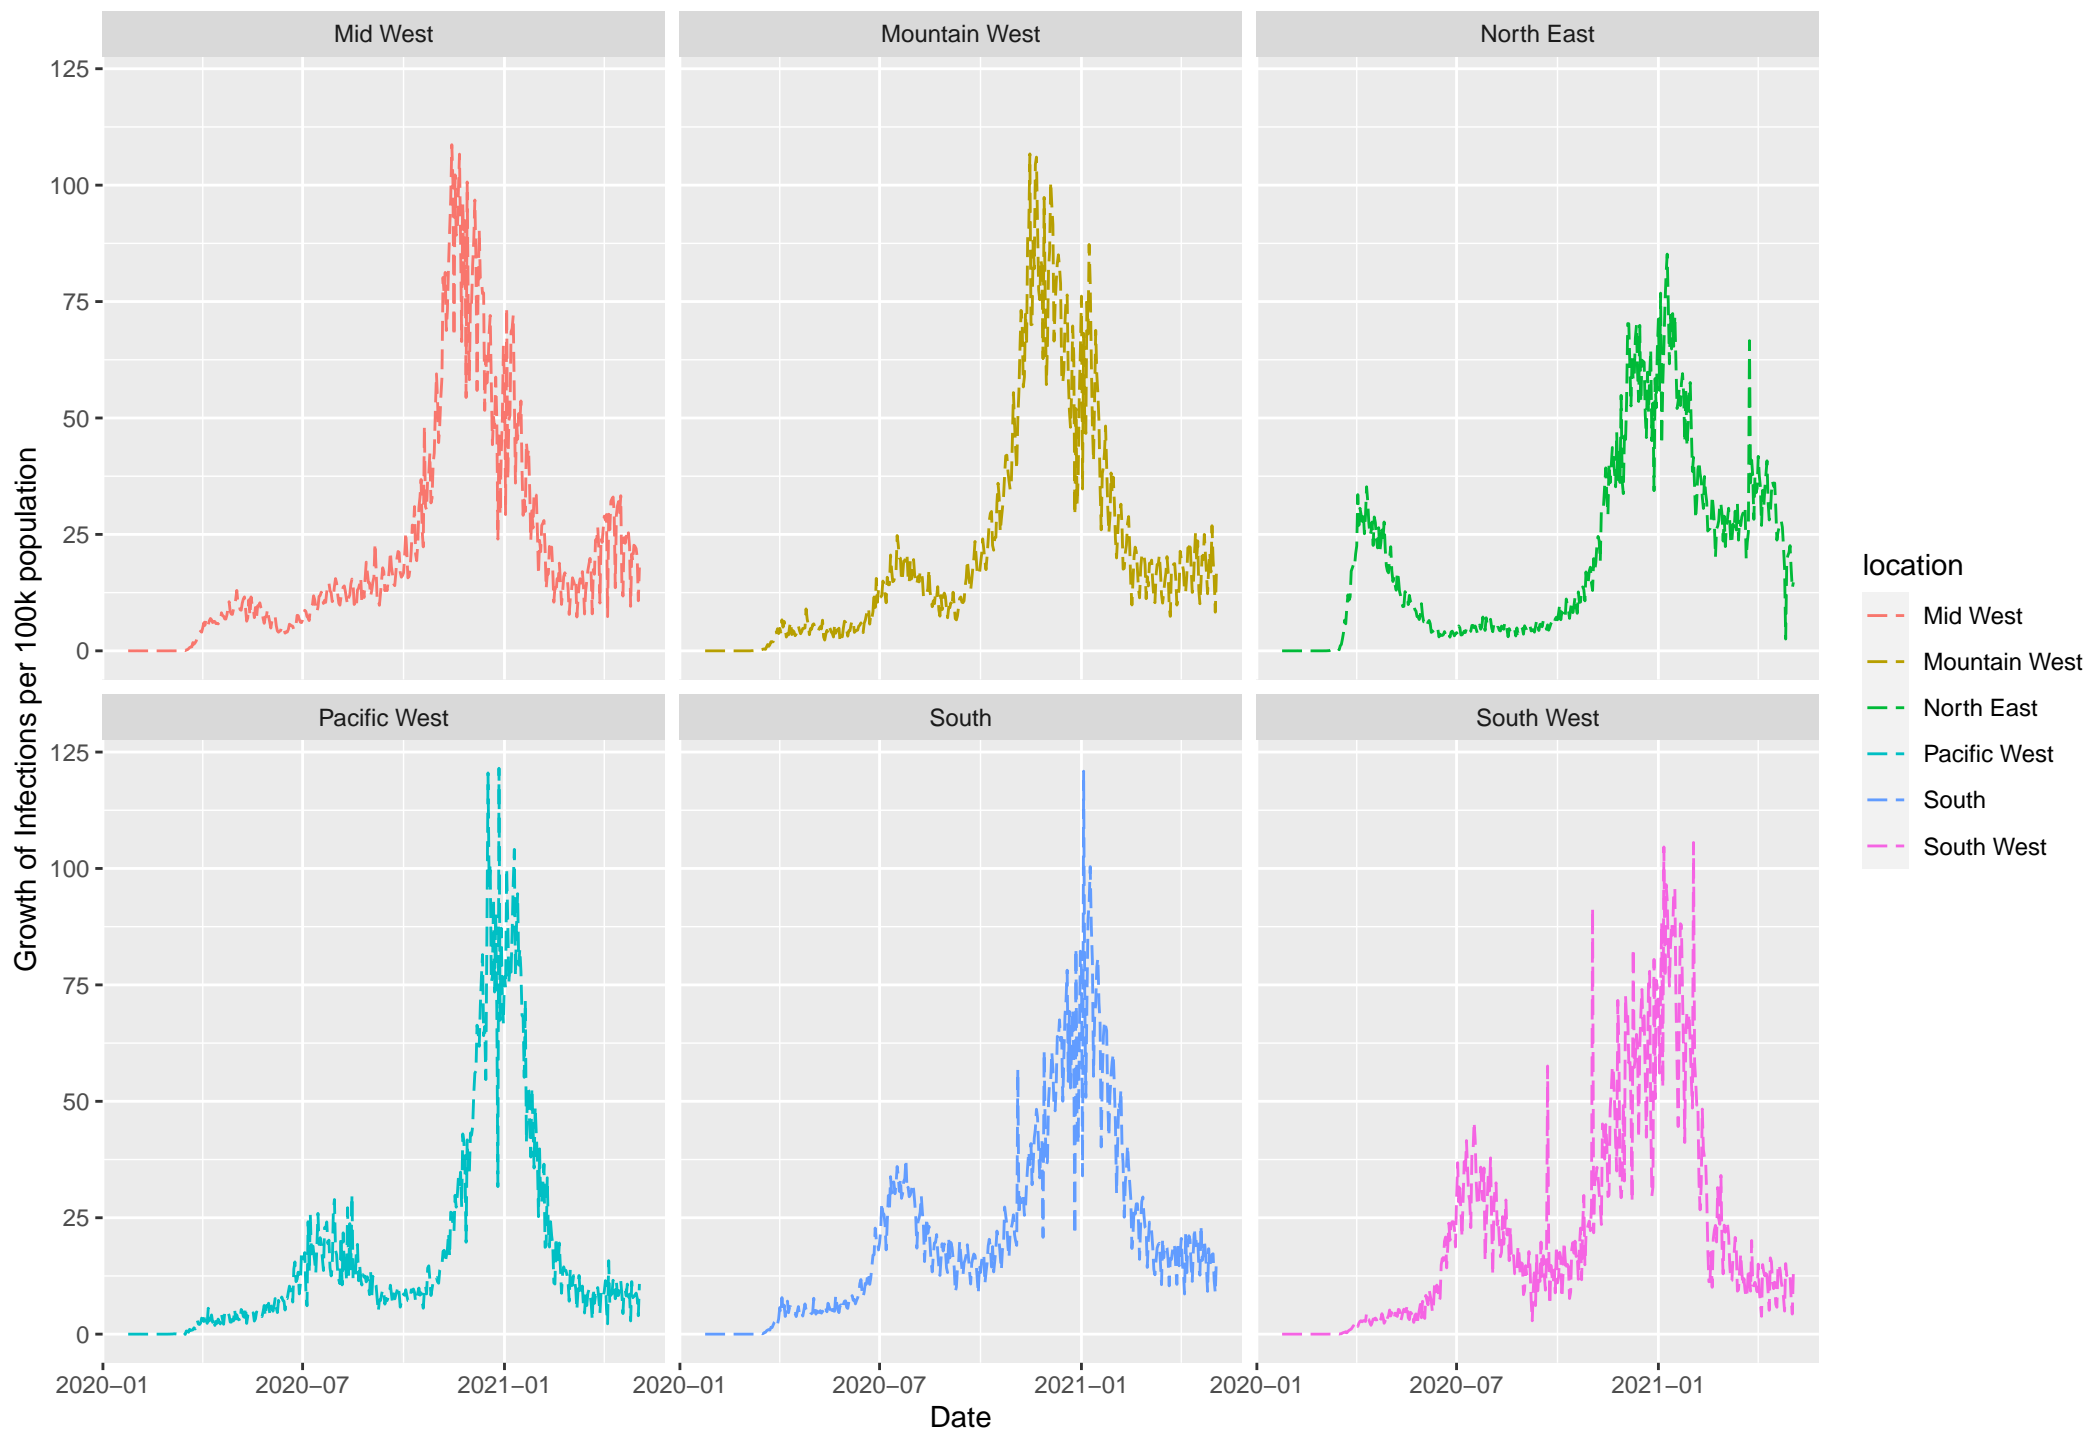 Mid West
Mountain West
North East
125
100
75
50
25
0
Growth of Infections per 100k population
Pacific West
South
South West
125
100
75
50
25
0
2020−01
2020−07
2021−01
2020−01
2020−07
2021−01
2020−01
2020−07
2021−01
Date
location
Mid West
Mountain West
North East
Pacific West
South
South West